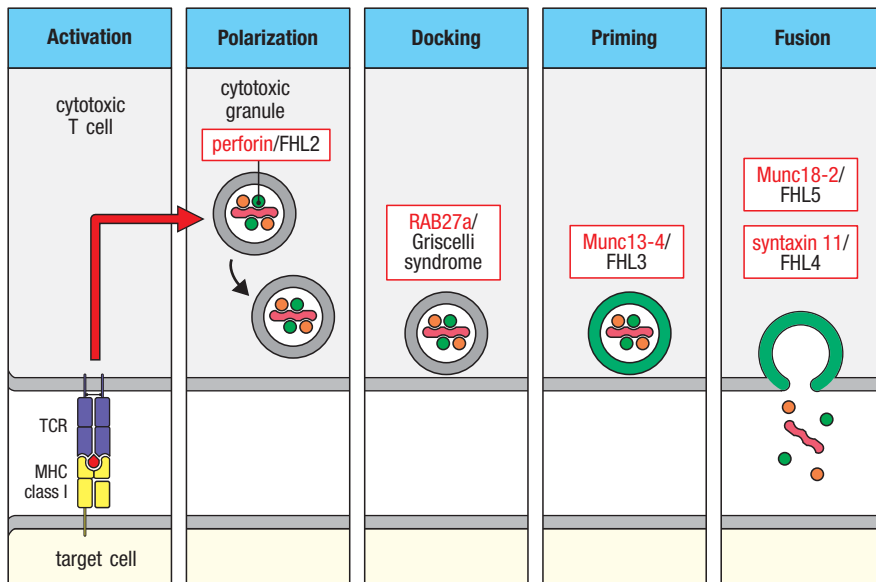 Activation
Polarization
Docking
Priming
Fusion
cytotoxic
T cell
cytotoxic
granule
perforin/FHL2
RAB27a/
Griscelli
syndrome
Munc13-4/
FHL3
Munc18-2/
FHL5
syntaxin 11/
FHL4
TCR
MHC
class I
target cell